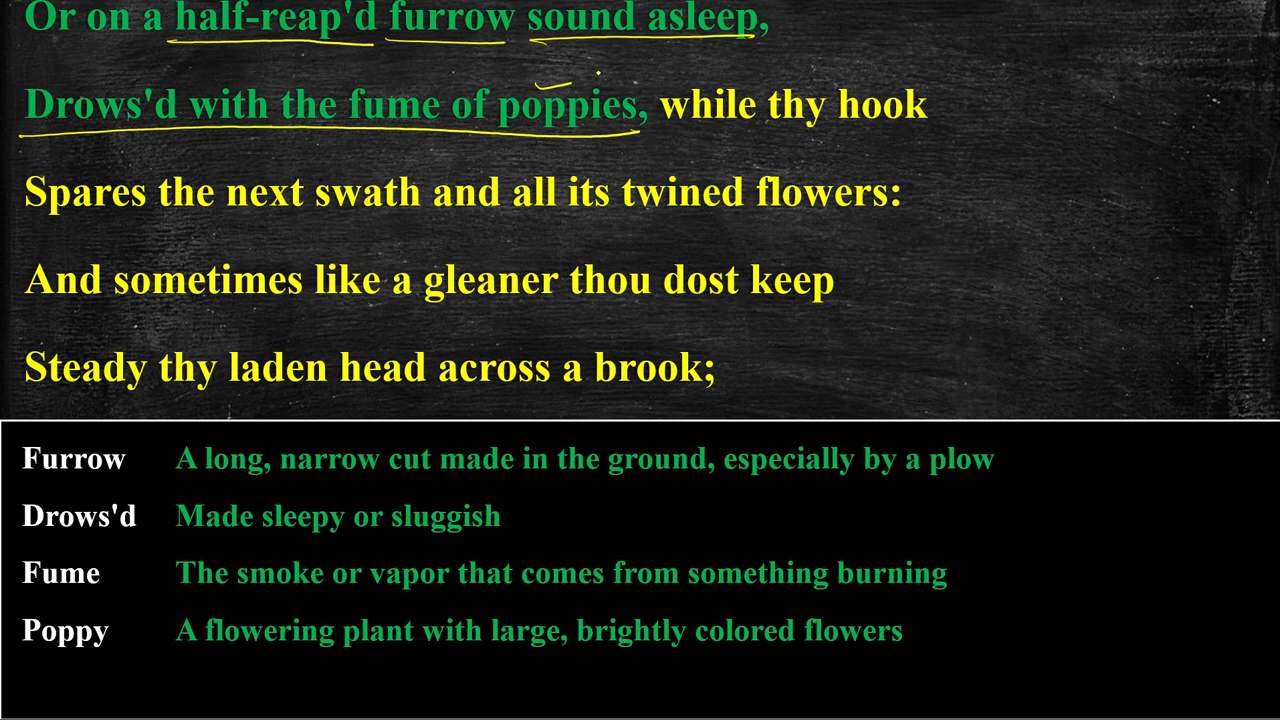 Or on a half-reap'd furrow sound asleep,
Drows'd with the fume of poppies, while thy hook
Spares the next swath and all its twined flowers:
And sometimes like a gleaner thou dost keep
Steady thy laden head across a brook;
Furrow A long, narrow cut made in the ground, especially by a plow
Drows'd Made sleepy or sluggish
Fume The smoke or vapor that comes from something burning
Poppy A flowering plant with large, brightly colored flowers